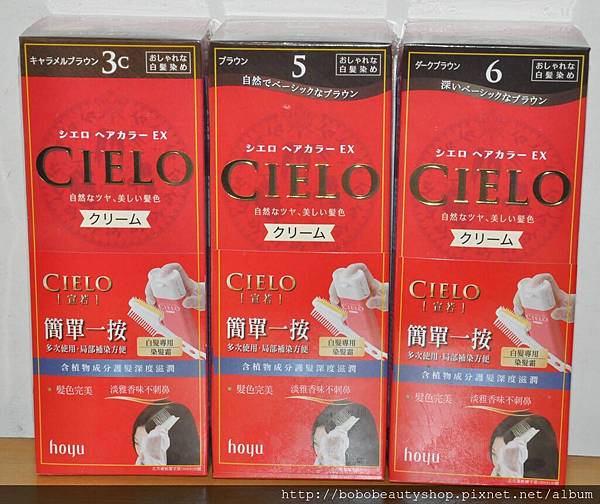 キャラメルブラウン 3C おしゃれな
白髪染め
シエロ ヘアカラー EX
CIELO
自然なツヤ、美しい髪色
クリーム
CIELO
[宣若]
簡單一按
多次使用‧局部補染方便
白髮專用
染髮霜
含植物成分護髮深度滋潤
髮色完美 淡雅香味不刺鼻
hoyu
ブラウン 5 おしゃれな
白髪染め
自然でベーシックなブラウン
シエロ ヘアカラー EX
CIELO
自然なツヤ、美しい髪色
クリーム
CIELO
[宣若]
簡單一按
多次使用‧局部補染方便
白髮專用
染髮霜
含植物成分護髮深度滋潤
髮色完美 淡雅香味不刺鼻
hoyu
ダークブラウン 6 おしゃれな
白髪染め
深いベーシックなブラウン
シエロ ヘアカラー EX
CIELO
自然なツヤ、美しい髪色
クリーム
CIELO
[宣若]
簡單一按
多次使用‧局部補染方便
白髮專用
染髮霜
含植物成分護髮深度滋潤
髮色完美 淡雅香味不刺鼻
hoyu
http://bobobeautyshop.pixnet.net/album